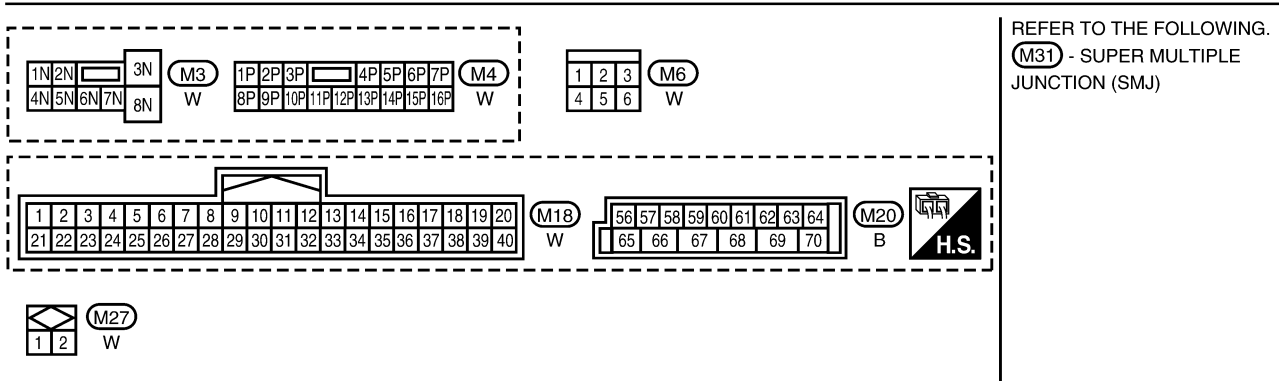 1N 2N 3N M3
4N 5N 6N 7N 8N W
1P 2P 3P 4P 5P 6P 7P M4
8P 9P 10P 11P 12P 13P 14P 15P 16P W
1 2 3 M6
4 5 6 W
REFER TO THE FOLLOWING.
M31 - SUPER MULTIPLE
JUNCTION (SMJ)
1 2 3 4 5 6 7 8 9 10 11 12 13 14 15 16 17 18 19 20 M18
21 22 23 24 25 26 27 28 29 30 31 32 33 34 35 36 37 38 39 40 W
56 57 58 59 60 61 62 63 64 M20
65 66 67 68 69 70 B
H.S.
M27
1 2 W